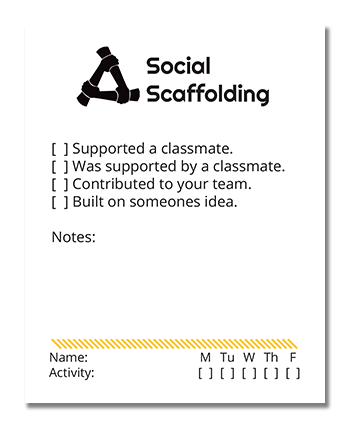 Social
Scaffolding
[ ] Supported a classmate.
[ ] Was supported by a classmate.
[ ] Contributed to your team.
[ ] Built on someones idea.
Notes:
Name: M Tu W Th F
Activity: [ ] [ ] [ ] [ ] [ ]